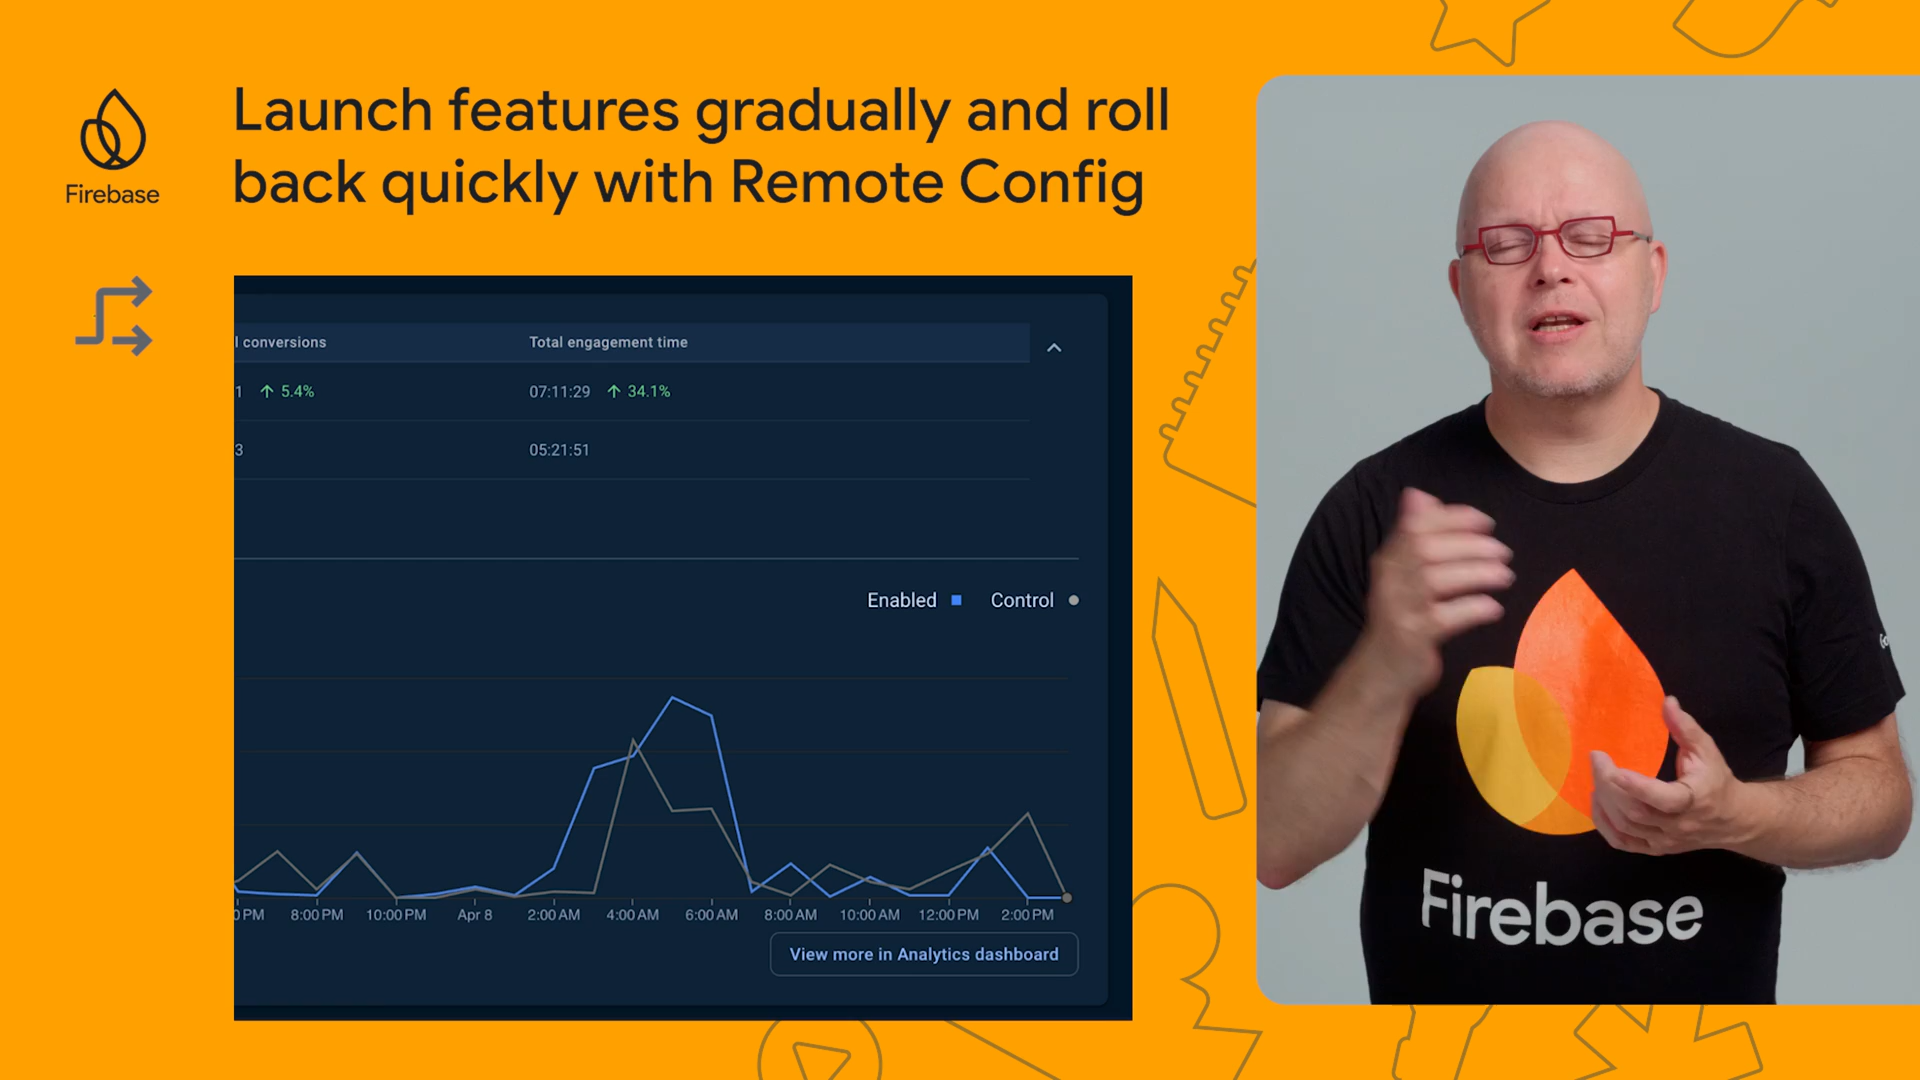 Launch features gradually and roll
back quickly with Remote Config
Firebase
conversions
Total engagement time
5.4%
07:11:29
34.1%
3
05:21:51
Enabled
Control
PM
8:00 PM
10:00 PM
Apr 8
2:00 AM
4:00 AM
6:00 AM
8:00 AM
10:00 AM
12:00 PM
2:00 PM
View more in Analytics dashboard
Firebase